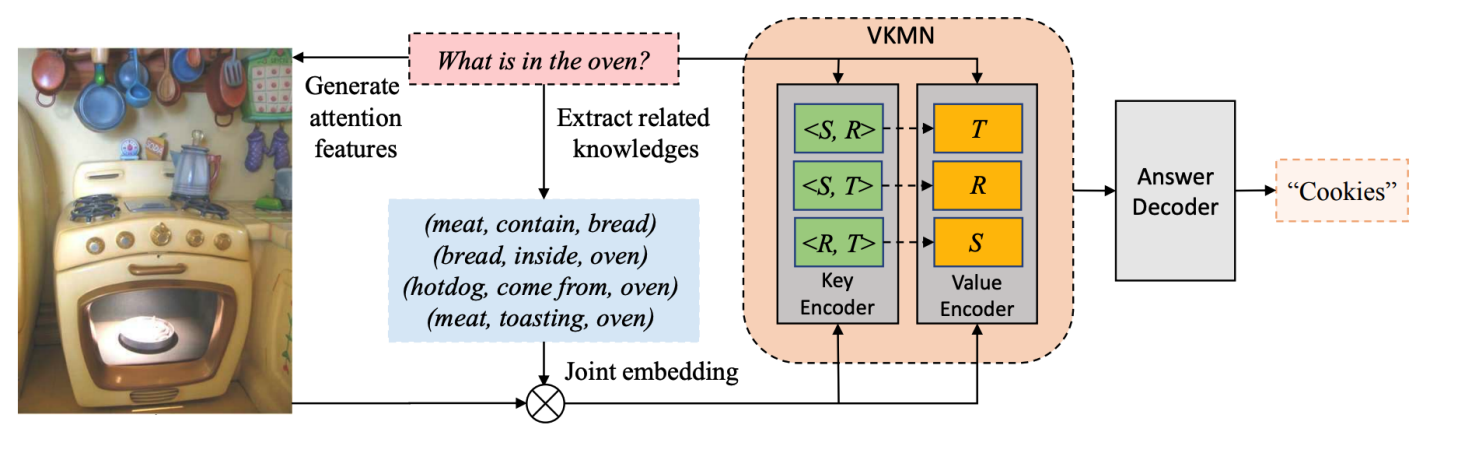 What is in the oven?
Generate
attention
features
Extract related
knowledges
(meat, contain, bread)
(bread, inside, oven)
(hotdog, come from, oven)
(meat, toasting, oven)
Joint embedding
VKMN
<S, R>
T
<S, T>
R
<R, T>
S
Key
Encoder
Value
Encoder
Answer
Decoder
“Cookies”